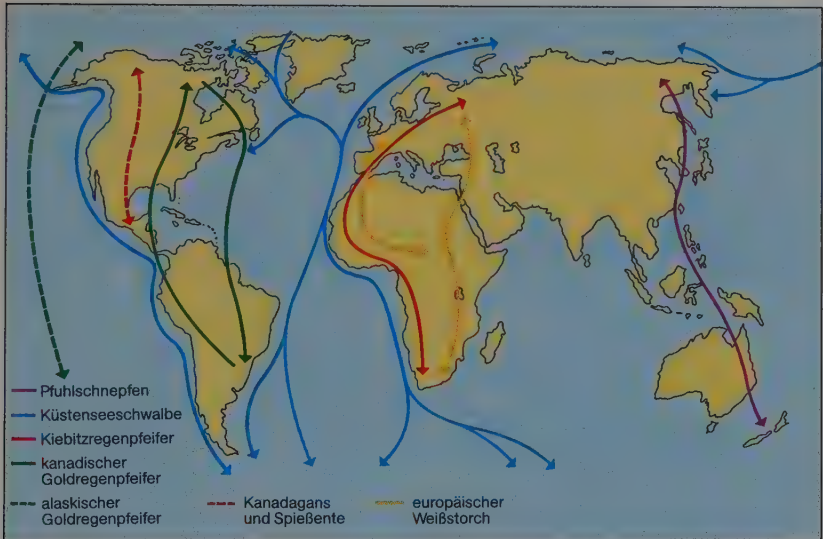 Pfuhlschnepfen
Küstenseeschwalbe
Kiebitzregenpfeifer
kanadischer
Goldregenpfeifer
alaskischer
Goldregenpfeifer
Kanadagans
und Spießente
europäischer
Weißstorch